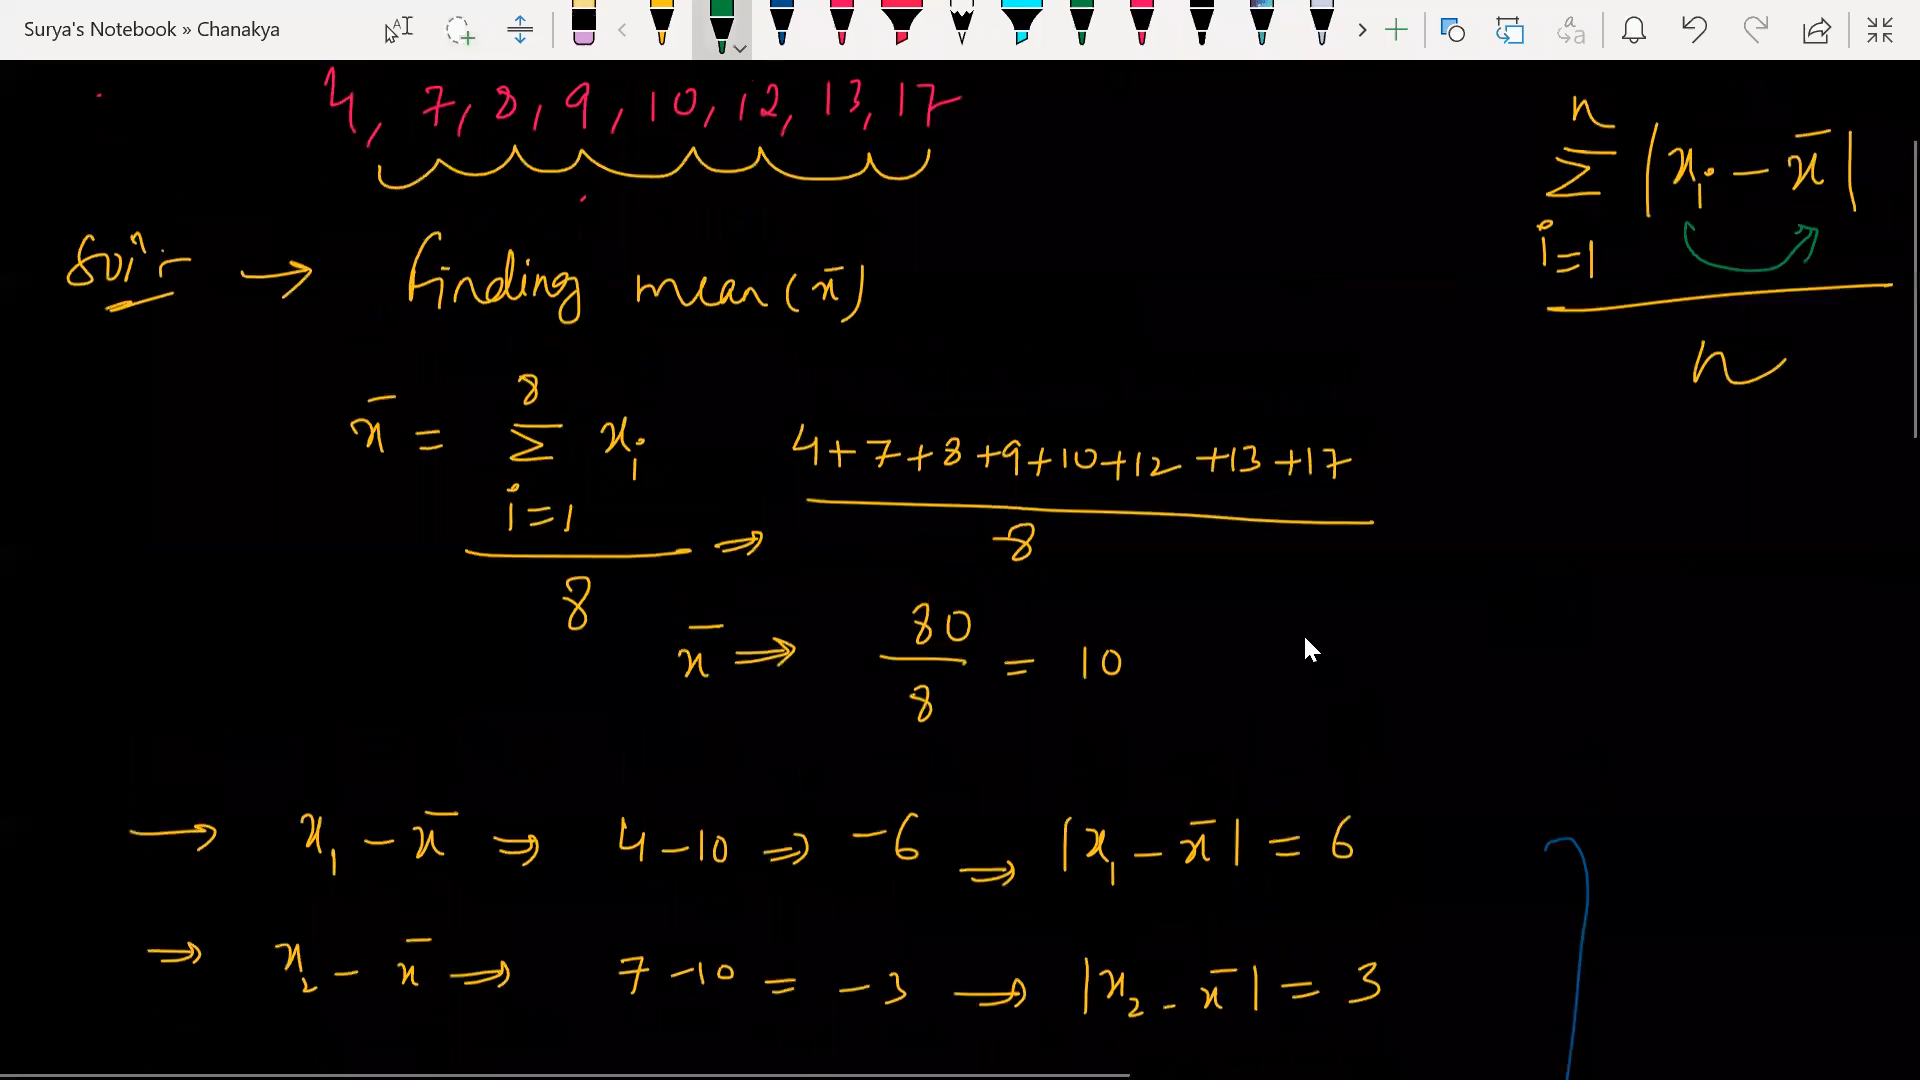 Surya's Notebook » Chanakya
4, 7, 8, 9, 10, 12, 13, 17
n
Σ |xᵢ - x̄|
i=1
n
Solⁿ:- → Finding mean (x̄)
8
x̄ = Σ xᵢ
i=1
8
⇒ 4+7+8+9+10+12+13+17
8
x̄ ⇒ 80/8 = 10
→ x₁ - x̄ ⇒ 4-10 ⇒ -6 ⇒ |x₁ - x̄| = 6
⇒ x₂ - x̄ ⇒ 7-10 = -3 ⇒ |x₂ - x̄| = 3